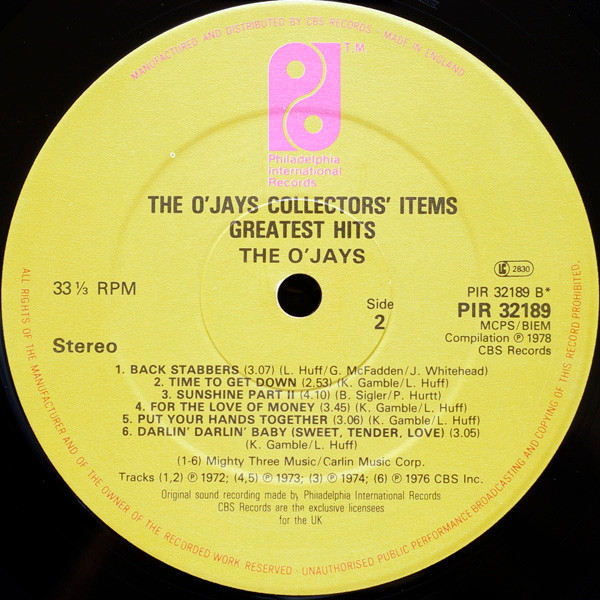 MANUFACTURED AND DISTRIBUTED BY CBS RECORDS · MADE IN ENGLAND
T.M.
Philadelphia
International
Records
THE O'JAYS COLLECTORS' ITEMS
GREATEST HITS
THE O'JAYS
33⅓ RPM
Stereo
Side
2
LC 2830
PIR 32189 B*
PIR 32189
MCPS/BIEM
Compilation ℗ 1978
CBS Records
1. BACK STABBERS (3.07) (L. Huff/G. McFadden/J. Whitehead)
2. TIME TO GET DOWN (2.53) (K. Gamble/L. Huff)
3. SUNSHINE PART II (4.10) (B. Sigler/P. Hurtt)
4. FOR THE LOVE OF MONEY (3.45) (K. Gamble/L. Huff)
5. PUT YOUR HANDS TOGETHER (3.06) (K. Gamble/L. Huff)
6. DARLIN' DARLIN' BABY (SWEET, TENDER, LOVE) (3.05)
(K. Gamble/L. Huff)
(1-6) Mighty Three Music/Carlin Music Corp.
Tracks (1,2) ℗ 1972; (4,5) ℗ 1973; (3) ℗ 1974; (6) ℗ 1976 CBS Inc.
Original sound recording made by Philadelphia International Records
CBS Records are the exclusive licensees
for the UK
ALL RIGHTS OF THE MANUFACTURER AND OF THE OWNER OF THE RECORDED WORK RESERVED · UNAUTHORISED PUBLIC PERFORMANCE BROADCASTING AND COPYING OF THIS RECORD PROHIBITED.